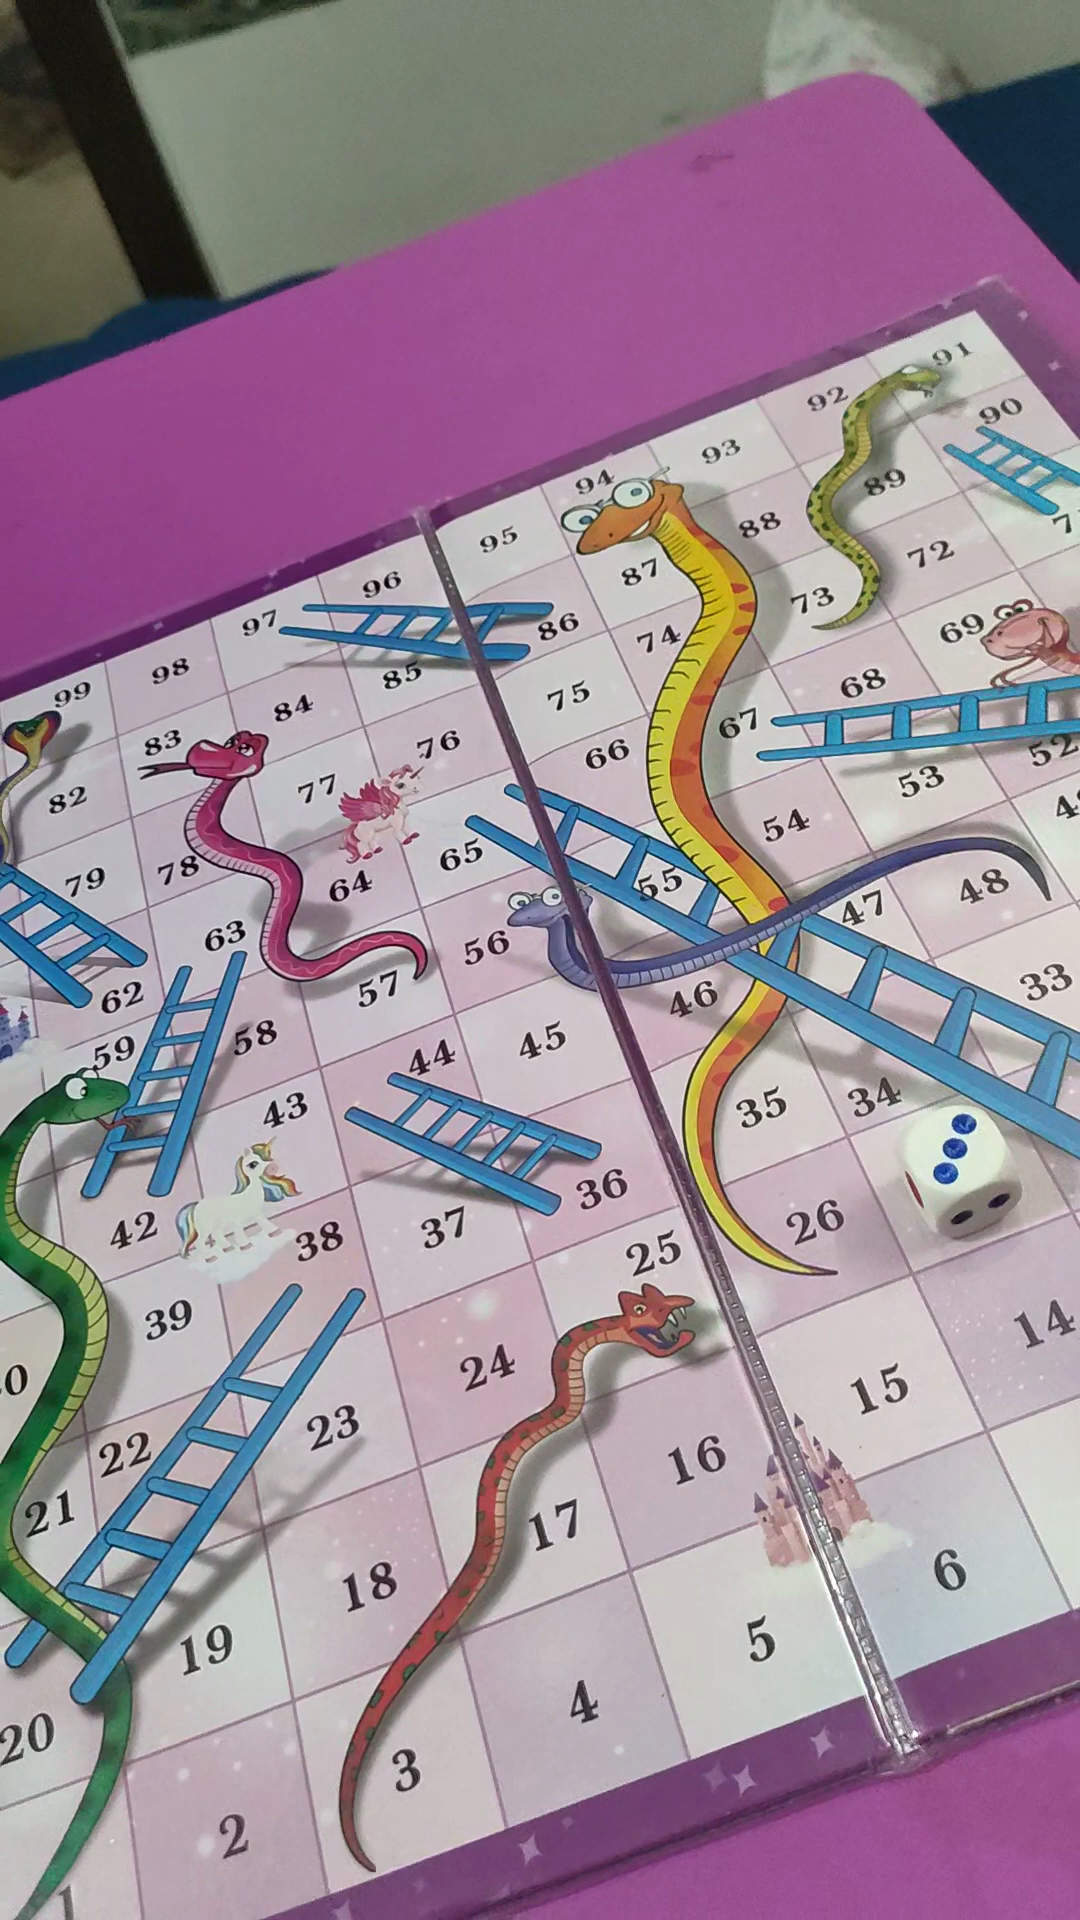 99 98 97 96 95 94 93 92 91
82 83 84 85 86 87 88 89 90
79 78 77 76 75 74 73 72
62 63 64 65 66 67 68 69
59 58 57 56 55 54 53 52
42 43 44 45 46 47 48
39 38 37 36 35 34 33
21 22 23 24 25 26
20 19 18 17 16 15 14
1 2 3 4 5 6